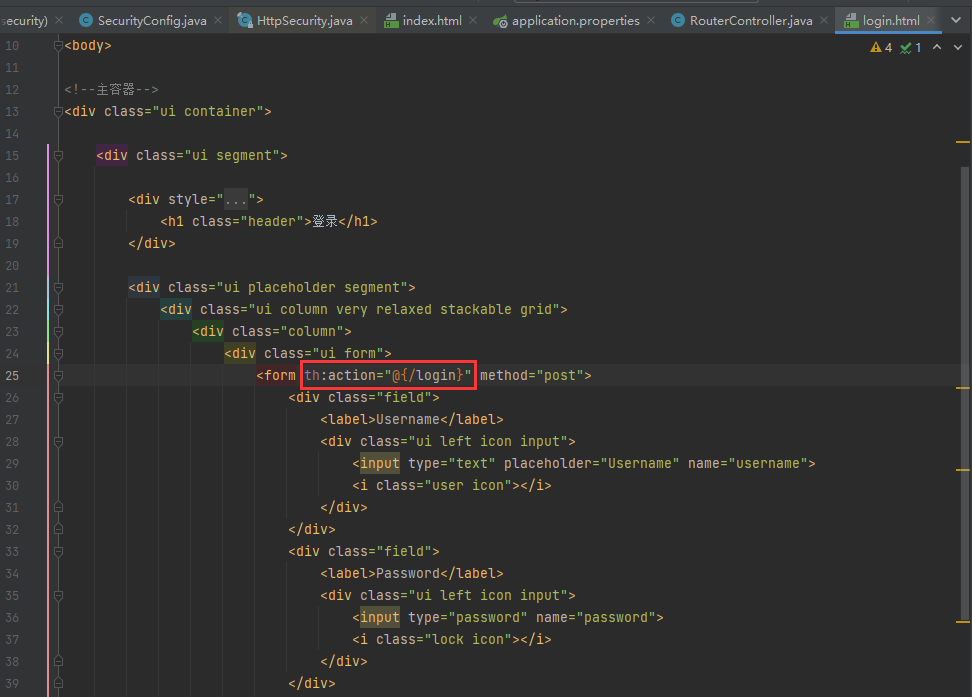 security) × SecurityConfig.java × HttpSecurity.java × index.html × application.properties × RouterController.java × login.html ×
4 1
10 <body>
11
12 <!--主容器-->
13 <div class="ui container">
14
15 <div class="ui segment">
16
17 <div style="...">
18 <h1 class="header">登录</h1>
19 </div>
20
21 <div class="ui placeholder segment">
22 <div class="ui column very relaxed stackable grid">
23 <div class="column">
24 <div class="ui form">
25 <form th:action="@{/login}" method="post">
26 <div class="field">
27 <label>Username</label>
28 <div class="ui left icon input">
29 <input type="text" placeholder="Username" name="username">
30 <i class="user icon"></i>
31 </div>
32 </div>
33 <div class="field">
34 <label>Password</label>
35 <div class="ui left icon input">
36 <input type="password" name="password">
37 <i class="lock icon"></i>
38 </div>
39 </div>